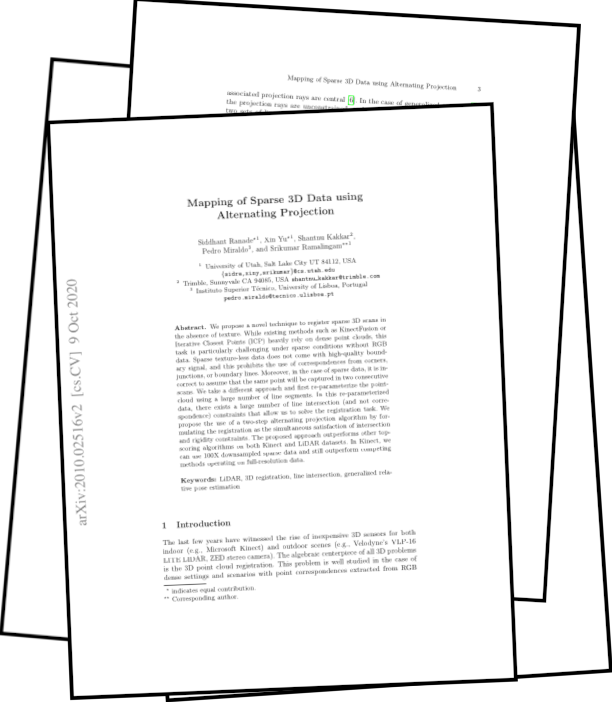 Mapping of Sparse 3D Data using Alternating Projection 3
associated projection rays are central [6]. In the case of
the projection rays are
Mapping of Sparse 3D Data using
Alternating Projection
Siddhant Ranade*1, Xin Yu*1, Shantnu Kakkar2,
Pedro Miraldo3, and Srikumar Ramalingam**1
1 University of Utah, Salt Lake City UT 84112, USA
{sidra,xiny,srikumar}@cs.utah.edu
2 Trimble, Sunnyvale CA 94085, USA shantnu_kakkar@trimble.com
3 Instituto Superior Técnico, University of Lisboa, Portugal
pedro.miraldo@tecnico.ulisboa.pt
Abstract. We propose a novel technique to register sparse 3D scans in
the absence of texture. While existing methods such as KinectFusion or
Iterative Closest Points (ICP) heavily rely on dense point clouds, this
task is particularly challenging under sparse conditions without RGB
data. Sparse texture-less data does not come with high-quality bound-
ary signal, and this prohibits the use of correspondences from corners,
junctions, or boundary lines. Moreover, in the case of sparse data, it is in-
correct to assume that the same point will be captured in two consecutive
scans. We take a different approach and first re-parameterize the point-
cloud using a large number of line segments. In this re-parameterized
data, there exists a large number of line intersection (and not corre-
spondence) constraints that allow us to solve the registration task. We
propose the use of a two-step alternating projection algorithm by for-
mulating the registration as the simultaneous satisfaction of intersection
and rigidity constraints. The proposed approach outperforms other top-
scoring algorithms on both Kinect and LiDAR datasets. In Kinect, we
can use 100X downsampled sparse data and still outperform competing
methods operating on full-resolution data.
Keywords: LiDAR, 3D registration, line intersection, generalized rela-
tive pose estimation
1 Introduction
The last few years have witnessed the rise of inexpensive 3D sensors for both
indoor (e.g., Microsoft Kinect) and outdoor scenes (e.g., Velodyne's VLP-16
LITE LiDAR, ZED stereo camera). The algebraic centerpiece of all 3D problems
is the 3D point cloud registration. This problem is well studied in the case of
dense settings and scenarios with point correspondences extracted from RGB
* indicates equal contribution.
** Corresponding author.
arXiv:2010.02516v2 [cs.CV] 9 Oct 2020